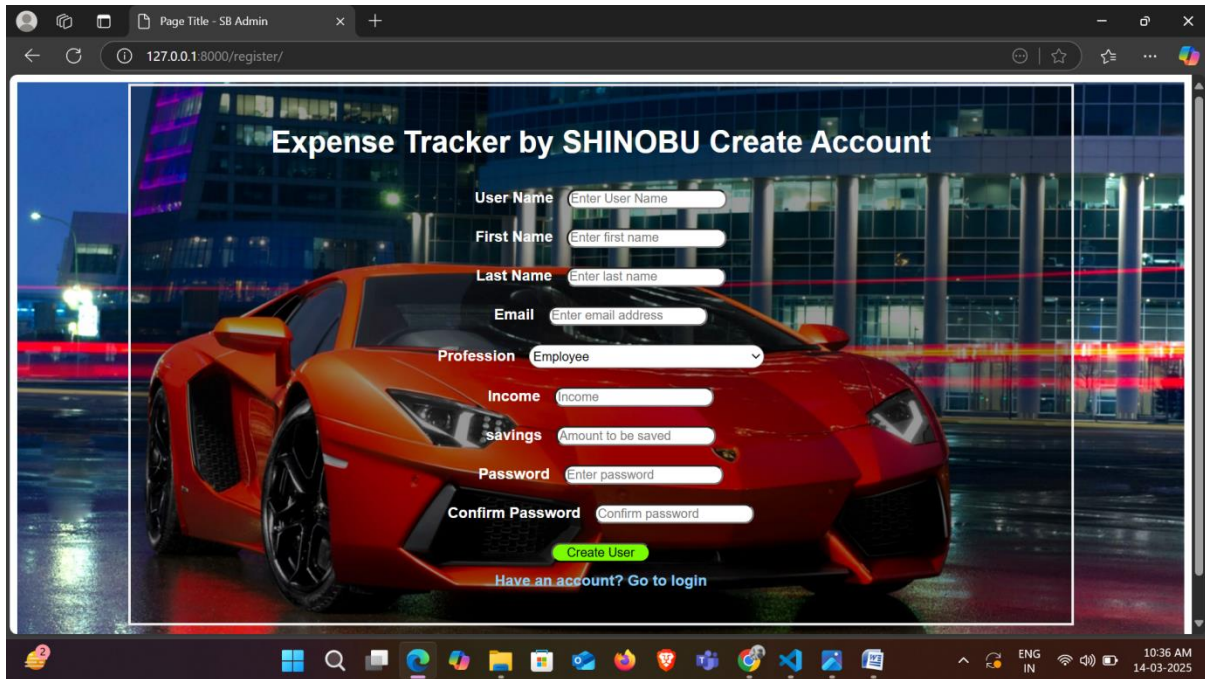 Page Title - SB Admin
127.0.0.1:8000/register/
Expense Tracker by SHINOBU Create Account
User Name Enter User Name
First Name Enter first name
Last Name Enter last name
Email Enter email address
Profession Employee
Income Income
savings Amount to be saved
Password Enter password
Confirm Password Confirm password
Create User
Have an account? Go to login
2
ENG
IN
10:36 AM
14-03-2025